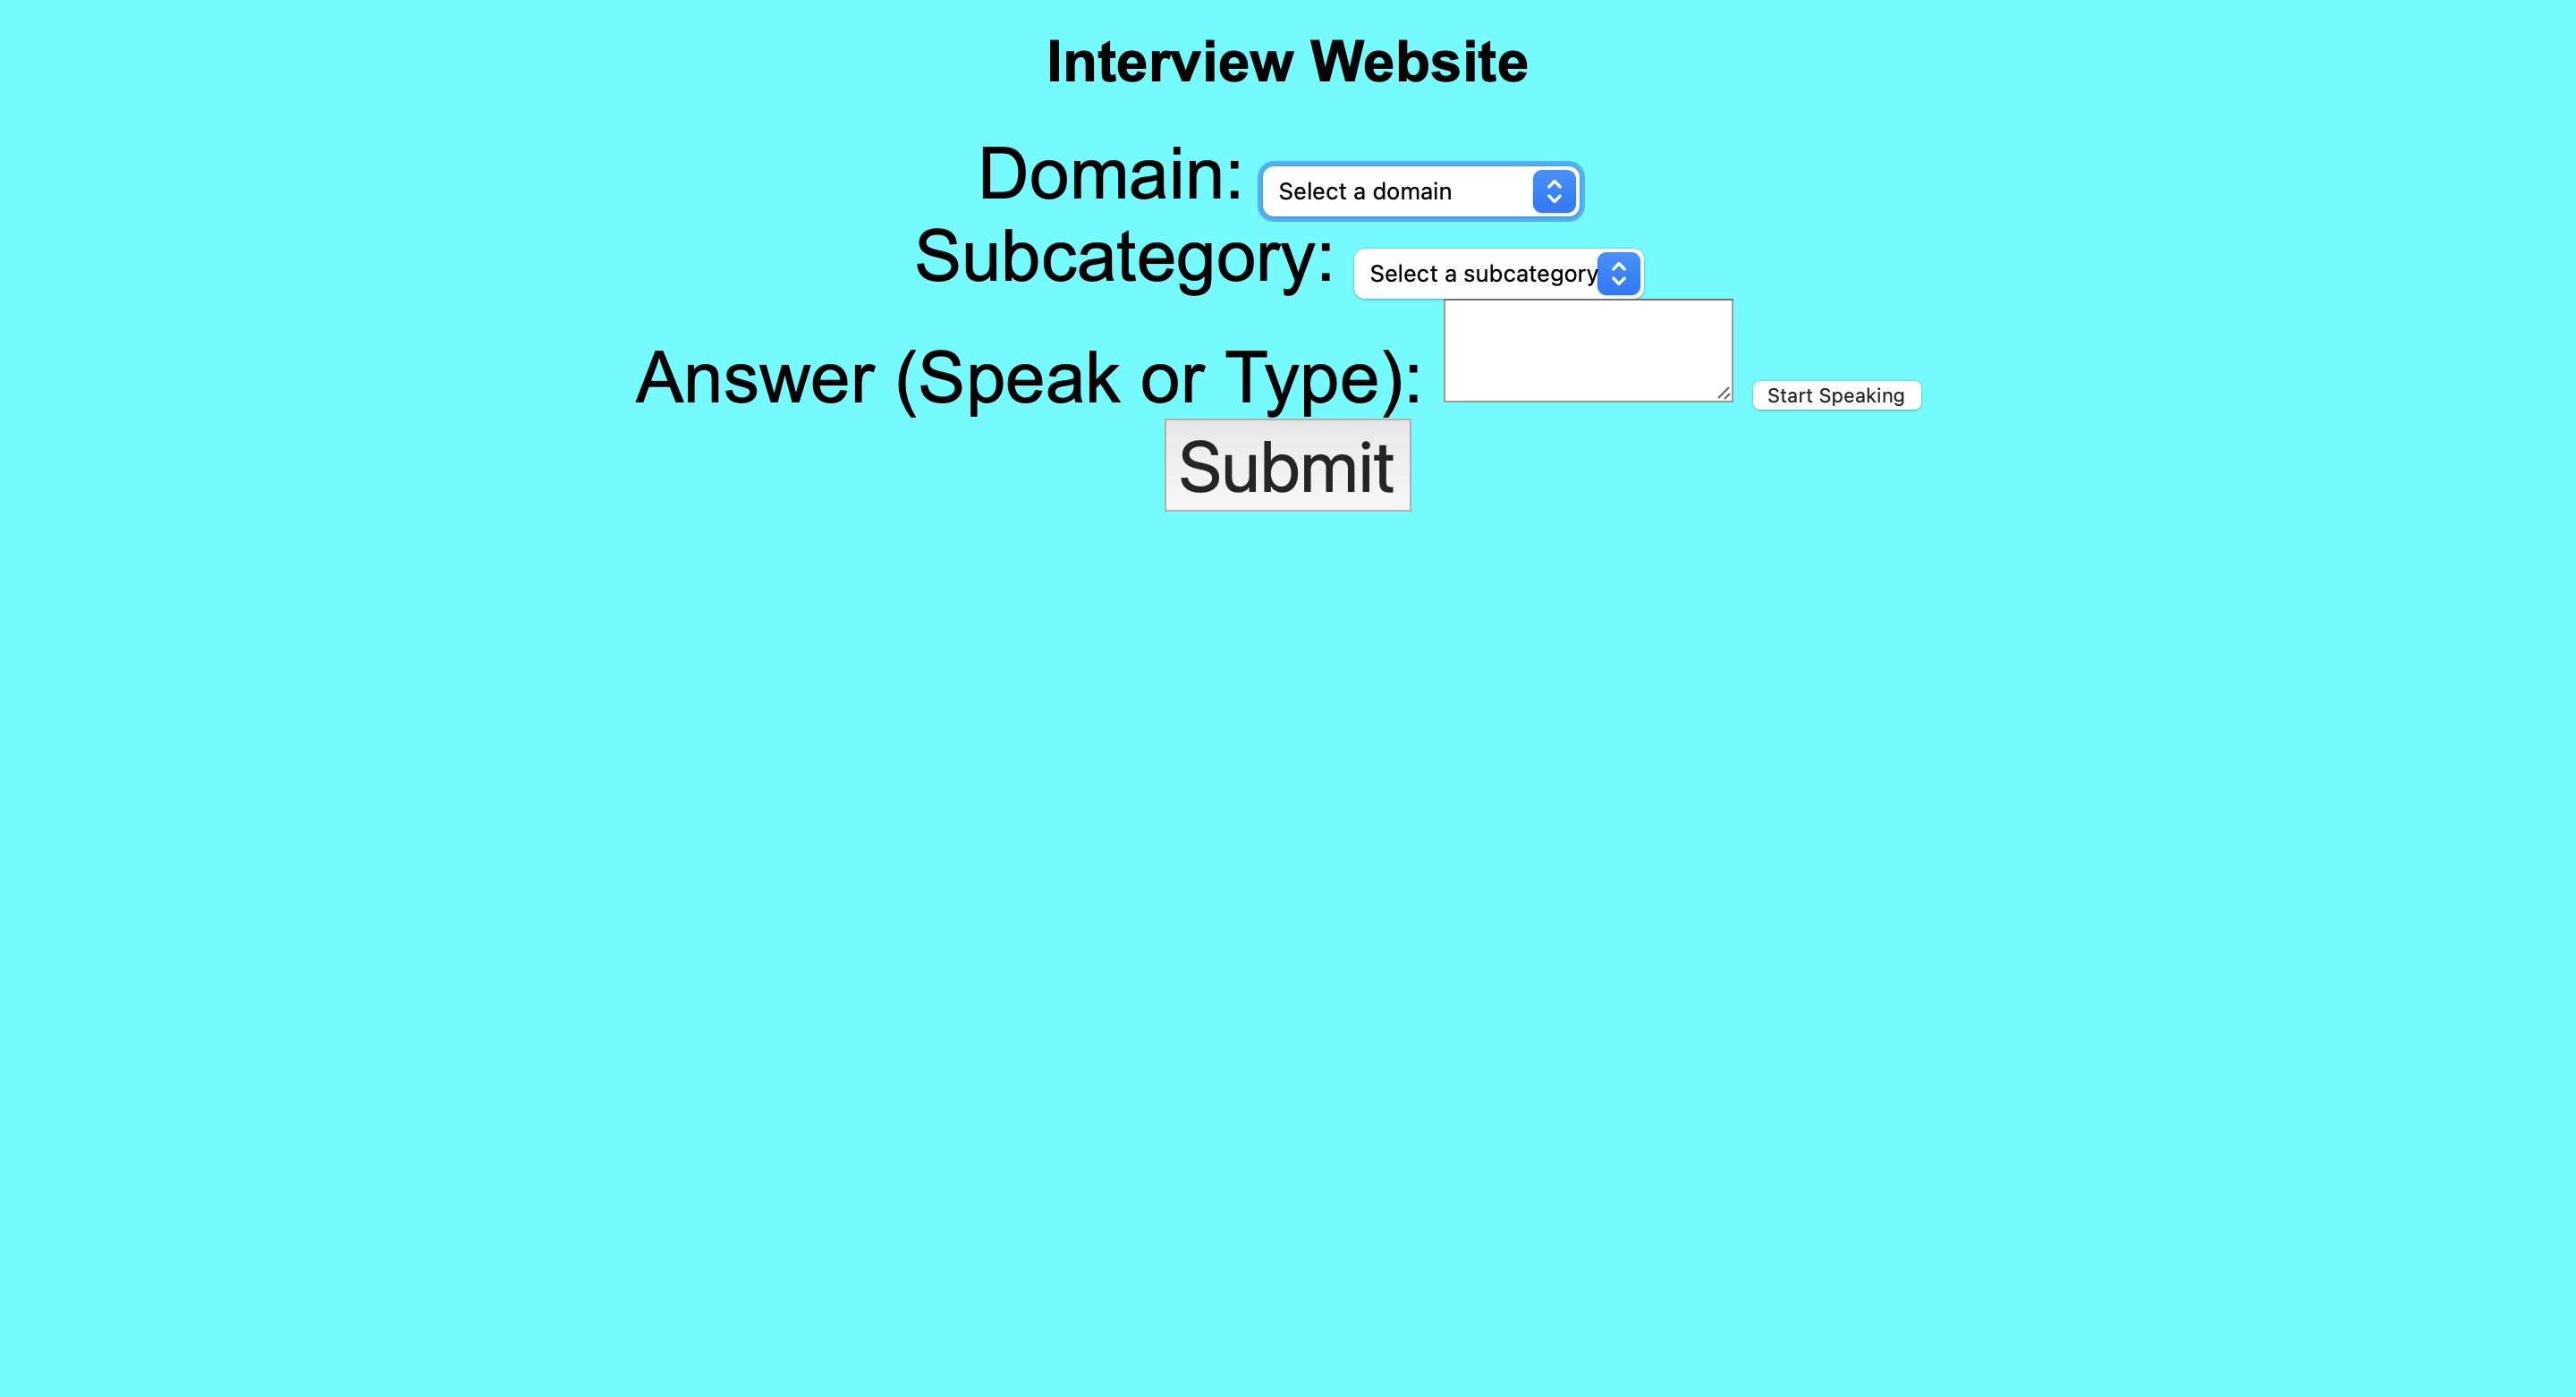 Interview Website
Domain: Select a domain
Subcategory: Select a subcategory
Answer (Speak or Type): Start Speaking
Submit